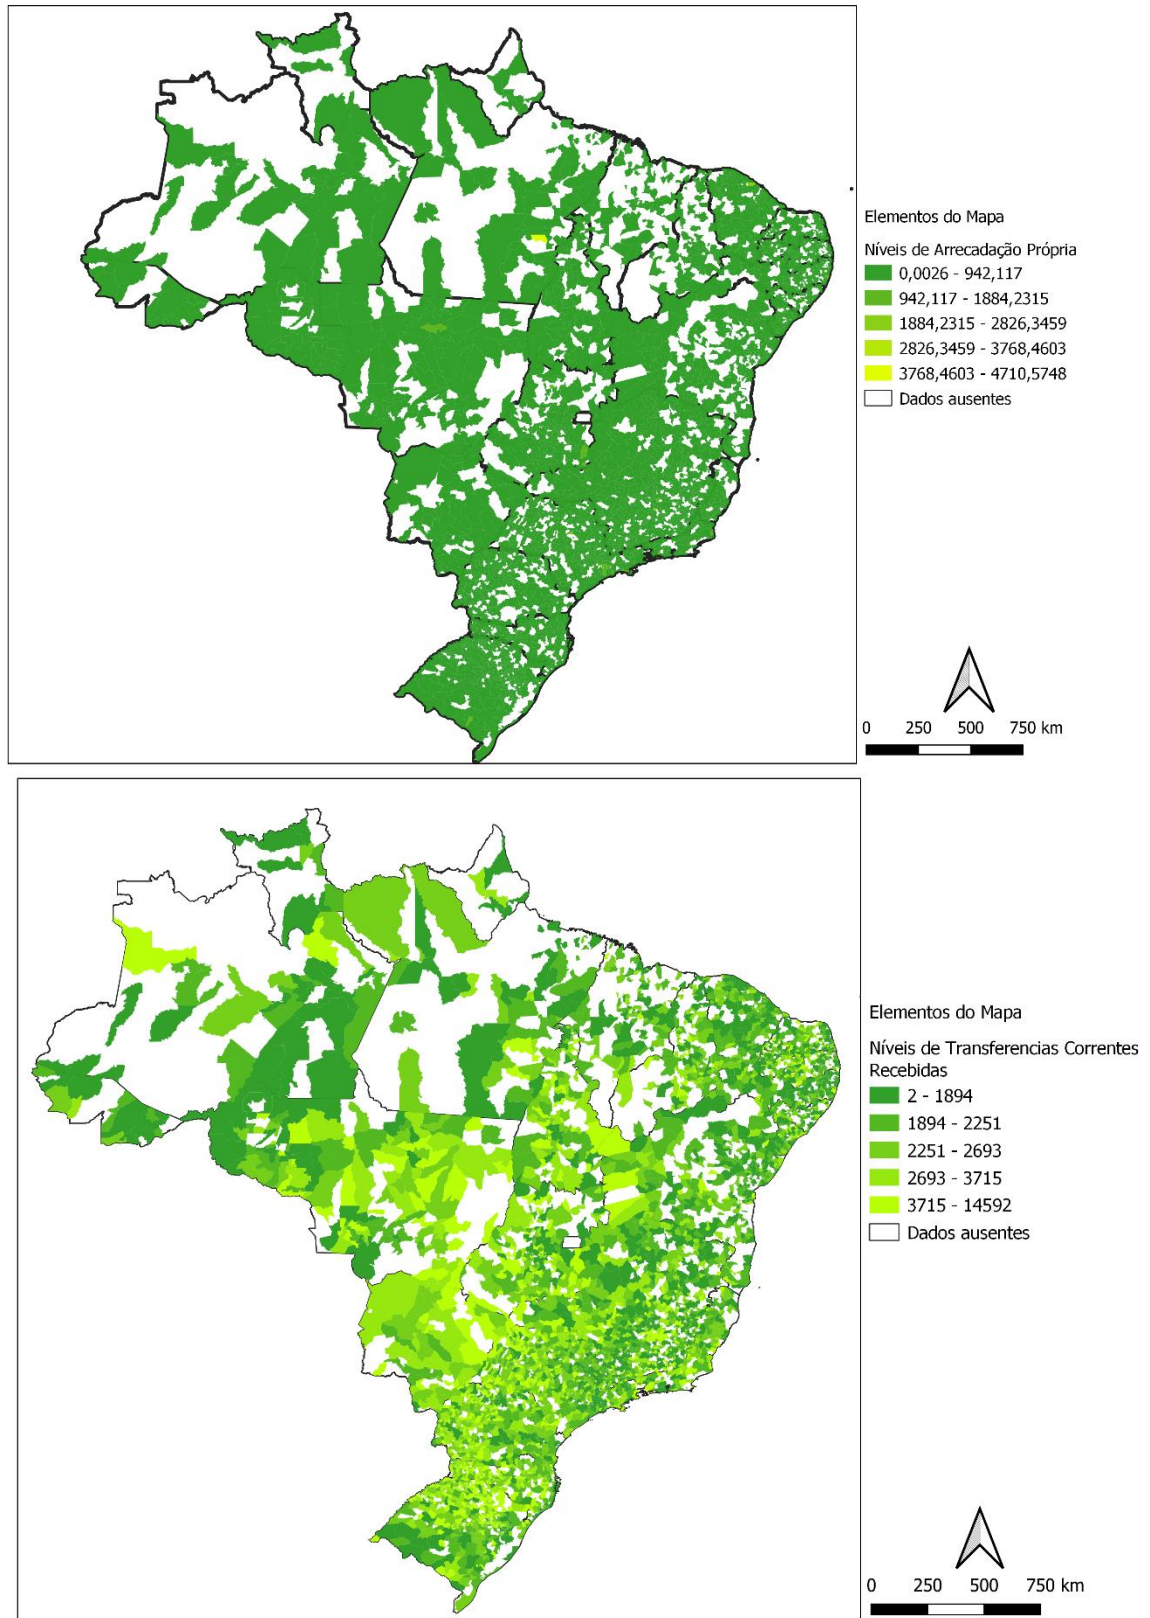 Elementos do Mapa
Níveis de Arrecadação Própria
0,0026 - 942,117
942,117 - 1884,2315
1884,2315 - 2826,3459
2826,3459 - 3768,4603
3768,4603 - 4710,5748
Dados ausentes
0 250 500 750 km
Elementos do Mapa
Níveis de Transferencias Correntes
Recebidas
2 - 1894
1894 - 2251
2251 - 2693
2693 - 3715
3715 - 14592
Dados ausentes
0 250 500 750 km